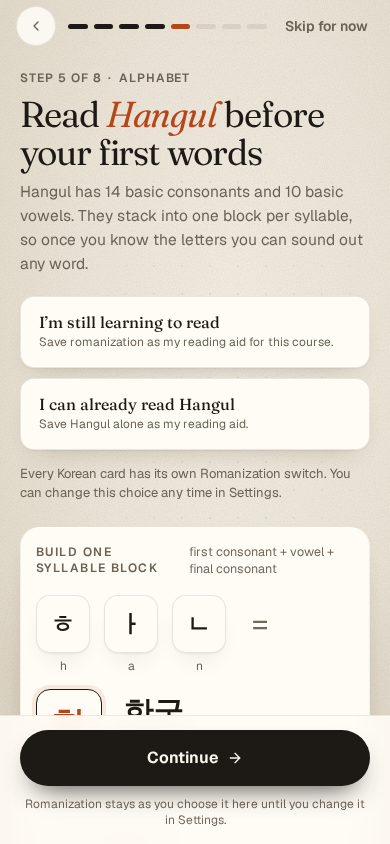 Skip for now
STEP 5 OF 8 · ALPHABET
Read Hangul before
your first words
Hangul has 14 basic consonants and 10 basic
vowels. They stack into one block per syllable,
so once you know the letters you can sound out
any word.
I'm still learning to read
Save romanization as my reading aid for this course.
I can already read Hangul
Save Hangul alone as my reading aid.
Every Korean card has its own Romanization switch. You
can change this choice any time in Settings.
BUILD ONE
SYLLABLE BLOCK
first consonant + vowel +
final consonant
ㅎ ㅏ ㄴ =
h a n
한국
Continue →
Romanization stays as you choose it here until you change it
in Settings.